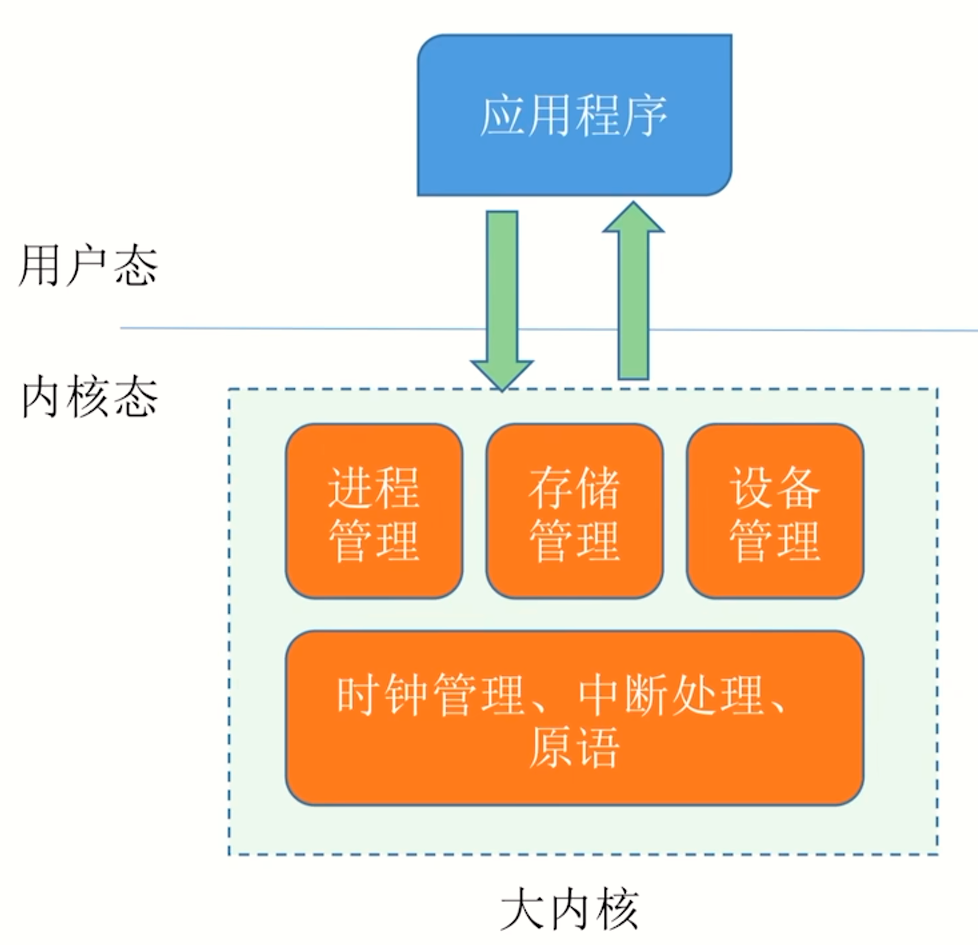 应用程序
用户态
内核态
进程
管理
存储
管理
设备
管理
时钟管理、中断处理、
原语
大内核